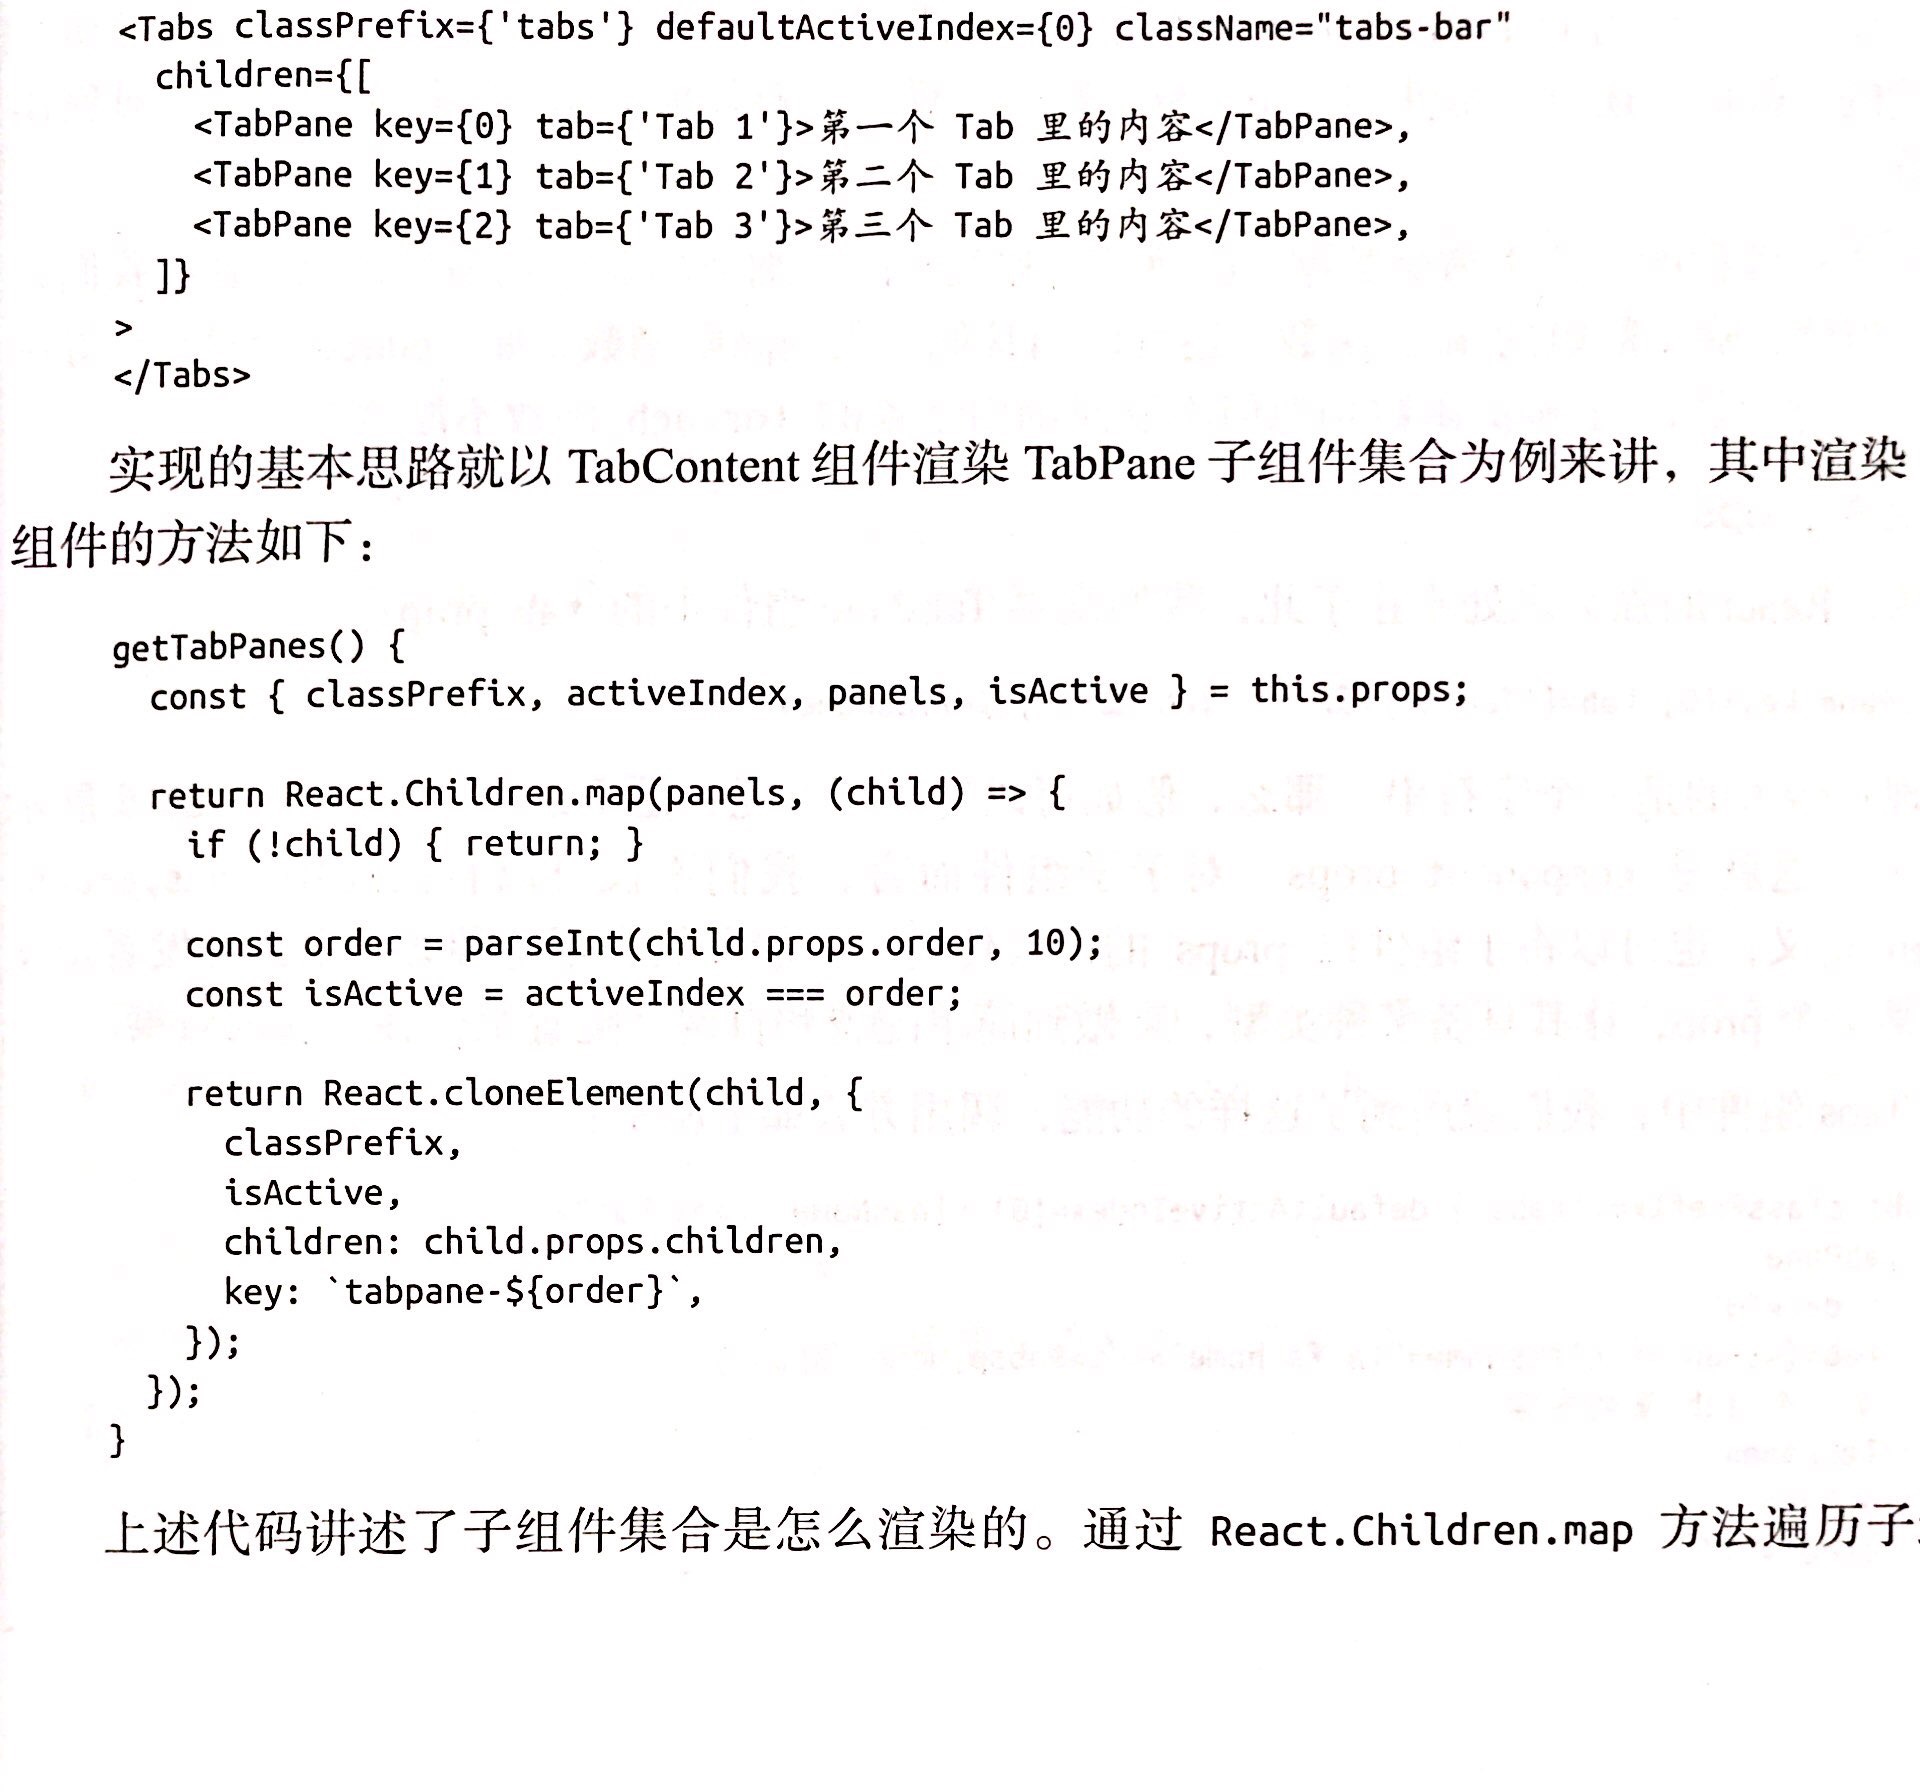 <Tabs classPrefix={'tabs'} defaultActiveIndex={0} className="tabs-bar"
children={[
<TabPane key={0} tab={'Tab 1'}>第一个 Tab 里的内容</TabPane>,
<TabPane key={1} tab={'Tab 2'}>第二个 Tab 里的内容</TabPane>,
<TabPane key={2} tab={'Tab 3'}>第三个 Tab 里的内容</TabPane>,
]}
>
</Tabs>
实现的基本思路就以 TabContent 组件渲染 TabPane 子组件集合为例来讲，其中渲染
组件的方法如下：
getTabPanes() {
const { classPrefix, activeIndex, panels, isActive } = this.props;
return React.Children.map(panels, (child) => {
if (!child) { return; }
const order = parseInt(child.props.order, 10);
const isActive = activeIndex === order;
return React.cloneElement(child, {
classPrefix,
isActive,
children: child.props.children,
key: `tabpane-${order}`,
});
});
}
上述代码讲述了子组件集合是怎么渲染的。通过 React.Children.map 方法遍历子